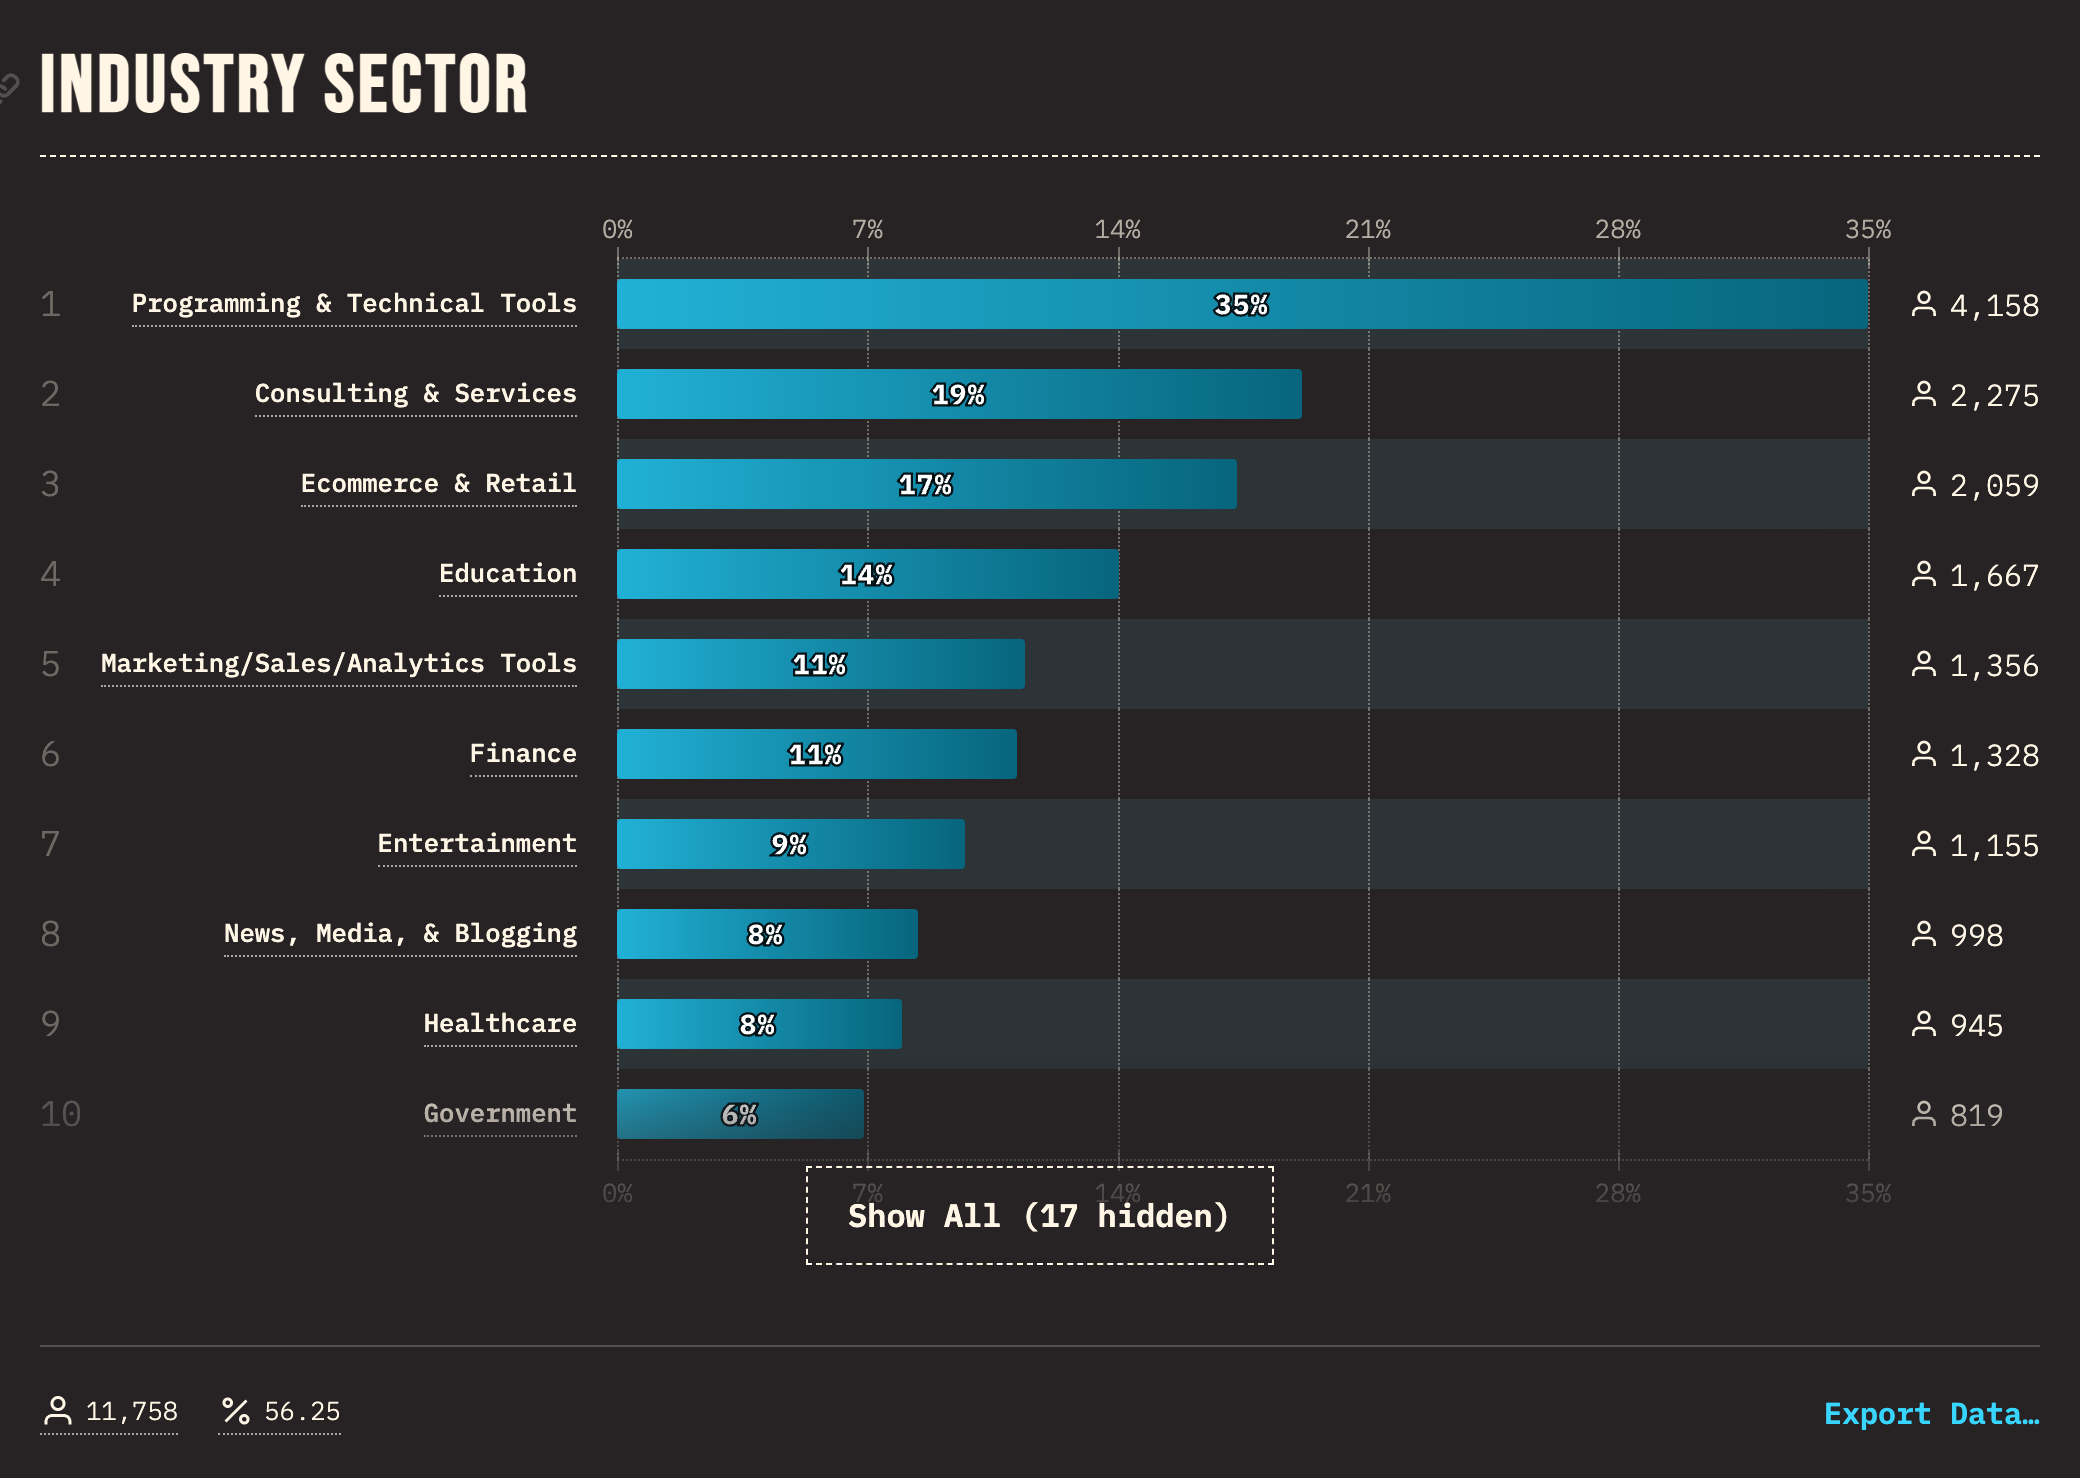 INDUSTRY SECTOR
0% 7% 14% 21% 28% 35%
1 Programming & Technical Tools 35% 4,158
2 Consulting & Services 19% 2,275
3 Ecommerce & Retail 17% 2,059
4 Education 14% 1,667
5 Marketing/Sales/Analytics Tools 11% 1,356
6 Finance 11% 1,328
7 Entertainment 9% 1,155
8 News, Media, & Blogging 8% 998
9 Healthcare 8% 945
10 Government 6% 819
0% 7% 14% 21% 28% 35%
Show All (17 hidden)
11,758 % 56.25 Export Data…